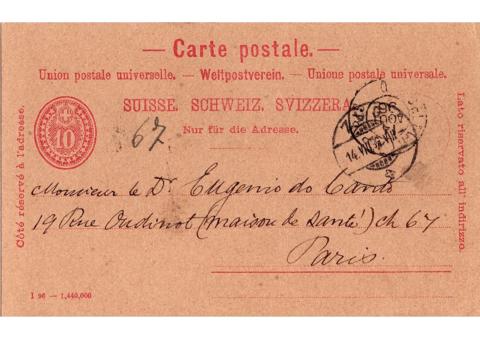 — Carte postale. —
Union postale universelle. — Weltpostverein. — Unione postale universale.
SUISSE. SCHWEIZ. SVIZZERA.
Nur für die Adresse.
Côté réservé à l'adresse.
Lato riservato all' indirizzo.
10
67
Monsieur le Dr Eugenio do Cardo
19 Rue Oudinot (maison de santé) ch 67
Paris.
I 96 — 1,440,000